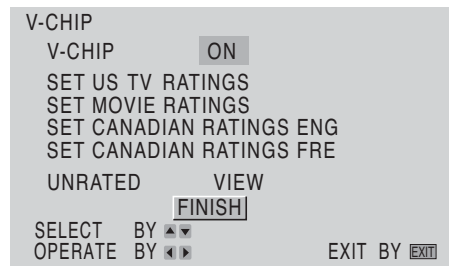 V-CHIP
V-CHIP ON
SET US TV RATINGS
SET MOVIE RATINGS
SET CANADIAN RATINGS ENG
SET CANADIAN RATINGS FRE
UNRATED VIEW
FINISH
SELECT BY ▲▼
OPERATE BY ◀▶ EXIT BY EXIT